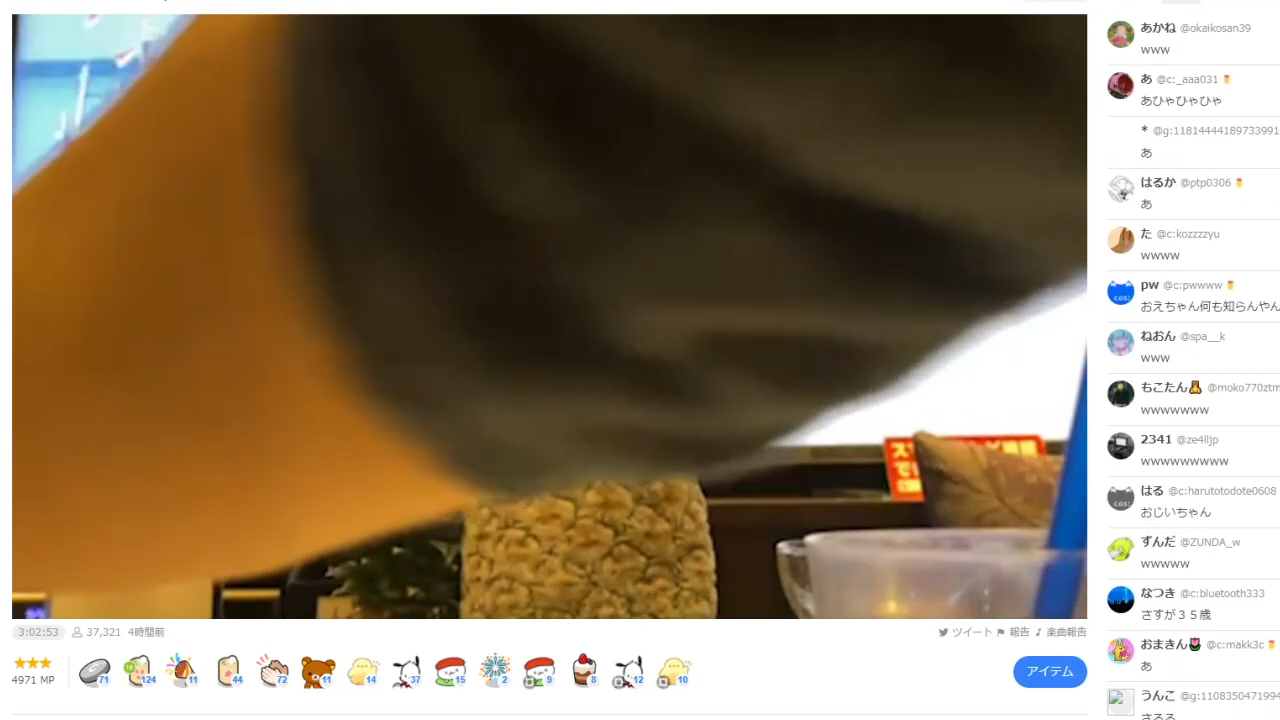 3:02:53 37,321 4時間前
ツイート 報告 楽曲報告
4971 MP
71
10
124
11
44
72
11
14
37
15
2
9
8
12
10
アイテム
あかね @okaikosan39
www
あ @c:_aaa031
あひゃひゃひゃ
* @g:11814444189733991
あ
はるか @ptp0306
あ
た @c:kozzzzyu
wwww
pw @c:pwwww
おえちゃん何も知らんやん
ねおん @spa__k
www
もこたん @moko770ztm
wwwwwww
2341 @ze4lljp
wwwwwwwww
はる @c:harutotodote0608
おじいちゃん
ずんだ @ZUNDA_w
wwwww
なつき @c:bluetooth333
さすが３５歳
おまきん @c:makk3c
あ
うんこ @g:1108350471994